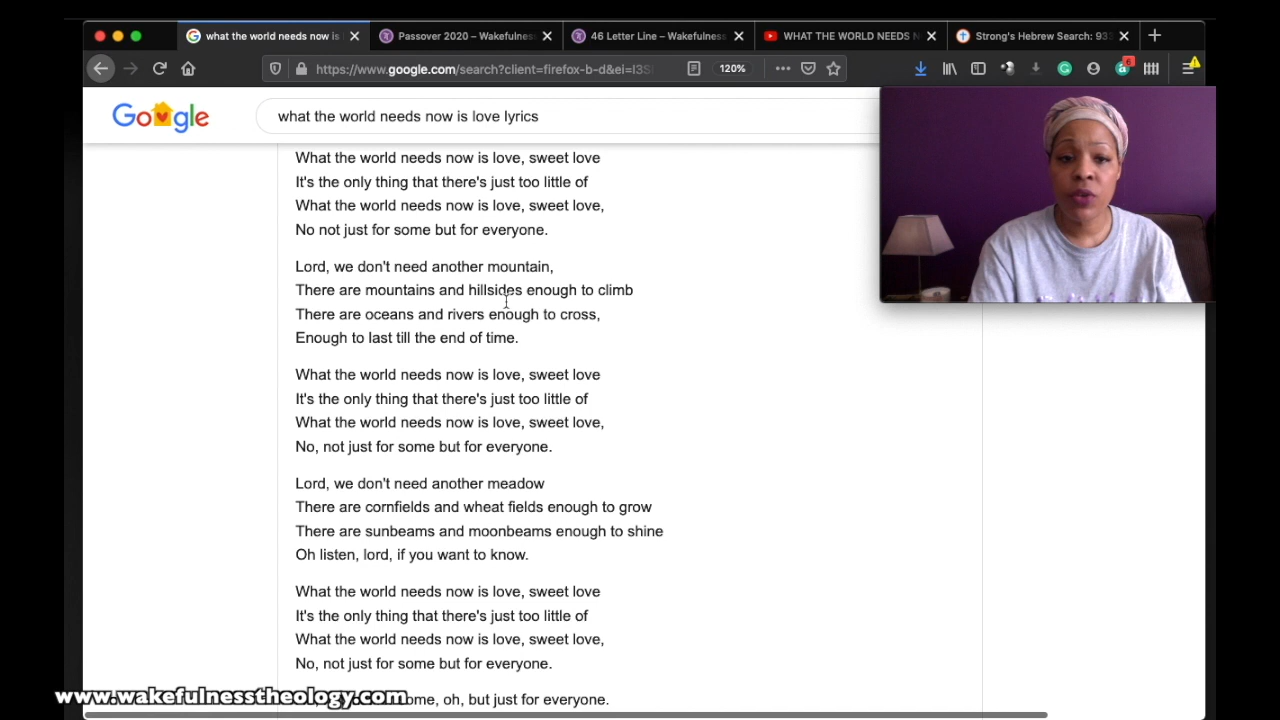 what the world needs now is
Passover 2020 – Wakefulness
46 Letter Line – Wakefulness
WHAT THE WORLD NEEDS N
Strong's Hebrew Search: 93
https://www.google.com/search?client=firefox-b-d&ei=I3S
120%
6
Google
what the world needs now is love lyrics
What the world needs now is love, sweet love
It's the only thing that there's just too little of
What the world needs now is love, sweet love,
No not just for some but for everyone.
Lord, we don't need another mountain,
There are mountains and hillsides enough to climb
There are oceans and rivers enough to cross,
Enough to last till the end of time.
What the world needs now is love, sweet love
It's the only thing that there's just too little of
What the world needs now is love, sweet love,
No, not just for some but for everyone.
Lord, we don't need another meadow
There are cornfields and wheat fields enough to grow
There are sunbeams and moonbeams enough to shine
Oh listen, lord, if you want to know.
What the world needs now is love, sweet love
It's the only thing that there's just too little of
What the world needs now is love, sweet love,
No, not just for some but for everyone.
ome, oh, but just for everyone.
www.wakefulnesstheology.com